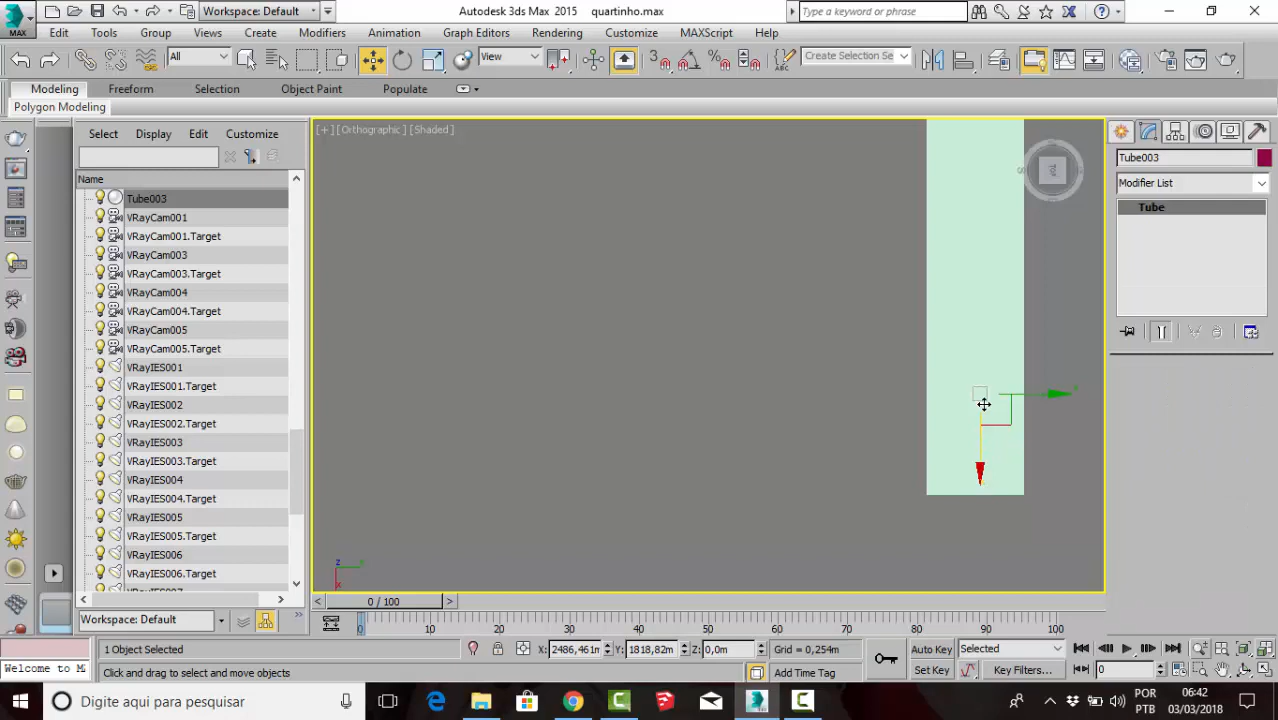 Workspace: Default
Autodesk 3ds Max 2015
quartinho.max
Type a keyword or phrase
MAX
Edit
Tools
Group
Views
Create
Modifiers
Animation
Graph Editors
Rendering
Customize
MAXScript
Help
All
View
3
Create Selection Se
Modeling
Freeform
Selection
Object Paint
Populate
Polygon Modeling
Select
Display
Edit
Customize
[+] [Orthographic] [Shaded]
Tube003
Modifier List
Tube
Name
Tube003
VRayCam001
VRayCam001.Target
VRayCam003
VRayCam003.Target
VRayCam004
VRayCam004.Target
VRayCam005
VRayCam005.Target
VRayIES001
VRayIES001.Target
VRayIES002
VRayIES002.Target
VRayIES003
VRayIES003.Target
VRayIES004
VRayIES004.Target
VRayIES005
VRayIES005.Target
VRayIES006
VRayIES006.Target
z
x
0 / 100
Workspace: Default
0 10 20 30 40 50 60 70 80 90 100
1 Object Selected
X: 2486,461m
Y: 1818,82m
Z: 0,0m
Grid = 0,254m
Auto Key
Selected
Welcome to M
Click and drag to select and move objects
Add Time Tag
Set Key
Key Filters...
0
Digite aqui para pesquisar
POR
PTB
06:42
03/03/2018